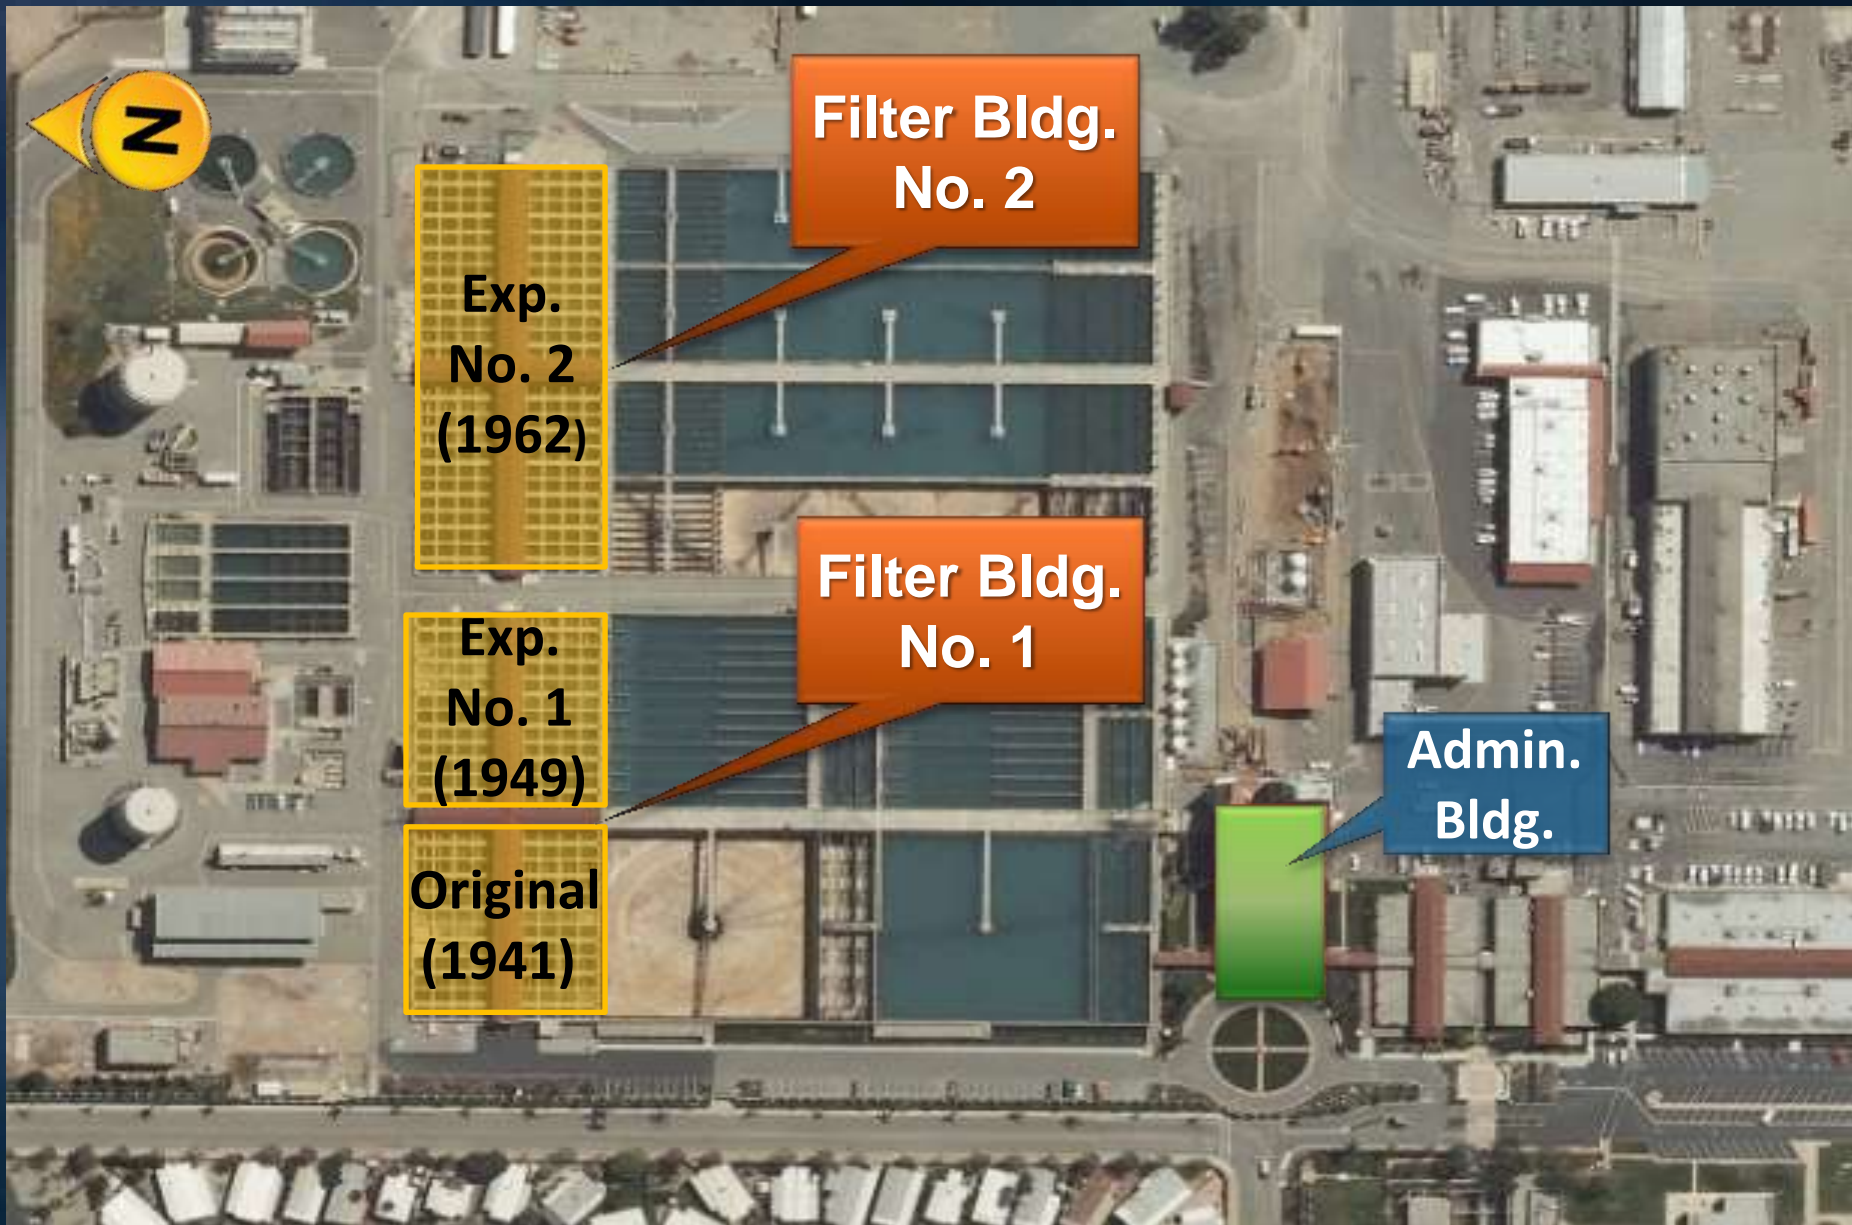 N
Filter Bldg.
No. 2
Exp.
No. 2
(1962)
Filter Bldg.
No. 1
Exp.
No. 1
(1949)
Admin.
Bldg.
Original
(1941)